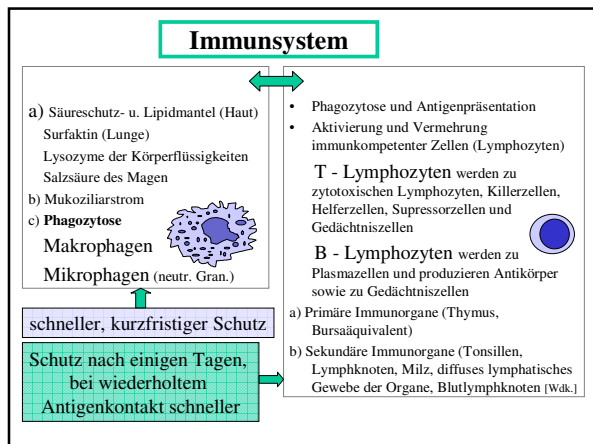 Immunsystem
a) Säureschutz- u. Lipidmantel (Haut)
Surfaktin (Lunge)
Lysozyme der Körperflüssigkeiten
Salzsäure des Magen
b) Mukoziliarstrom
c) Phagozytose
Makrophagen
Mikrophagen (neutr. Gran.)
schneller, kurzfristiger Schutz
Schutz nach einigen Tagen,
bei wiederholtem
Antigenkontakt schneller
• Phagozytose und Antigenpräsentation
• Aktivierung und Vermehrung
immunkompetenter Zellen (Lymphozyten)
T - Lymphozyten werden zu
zytotoxischen Lymphozyten, Killerzellen,
Helferzellen, Supressorzellen und
Gedächtniszellen
B - Lymphozyten werden zu
Plasmazellen und produzieren Antikörper
sowie zu Gedächtniszellen
a) Primäre Immunorgane (Thymus,
Bursaäquivalent)
b) Sekundäre Immunorgane (Tonsillen,
Lymphknoten, Milz, diffuses lymphatisches
Gewebe der Organe, Blutlymphknoten [Wdk.]